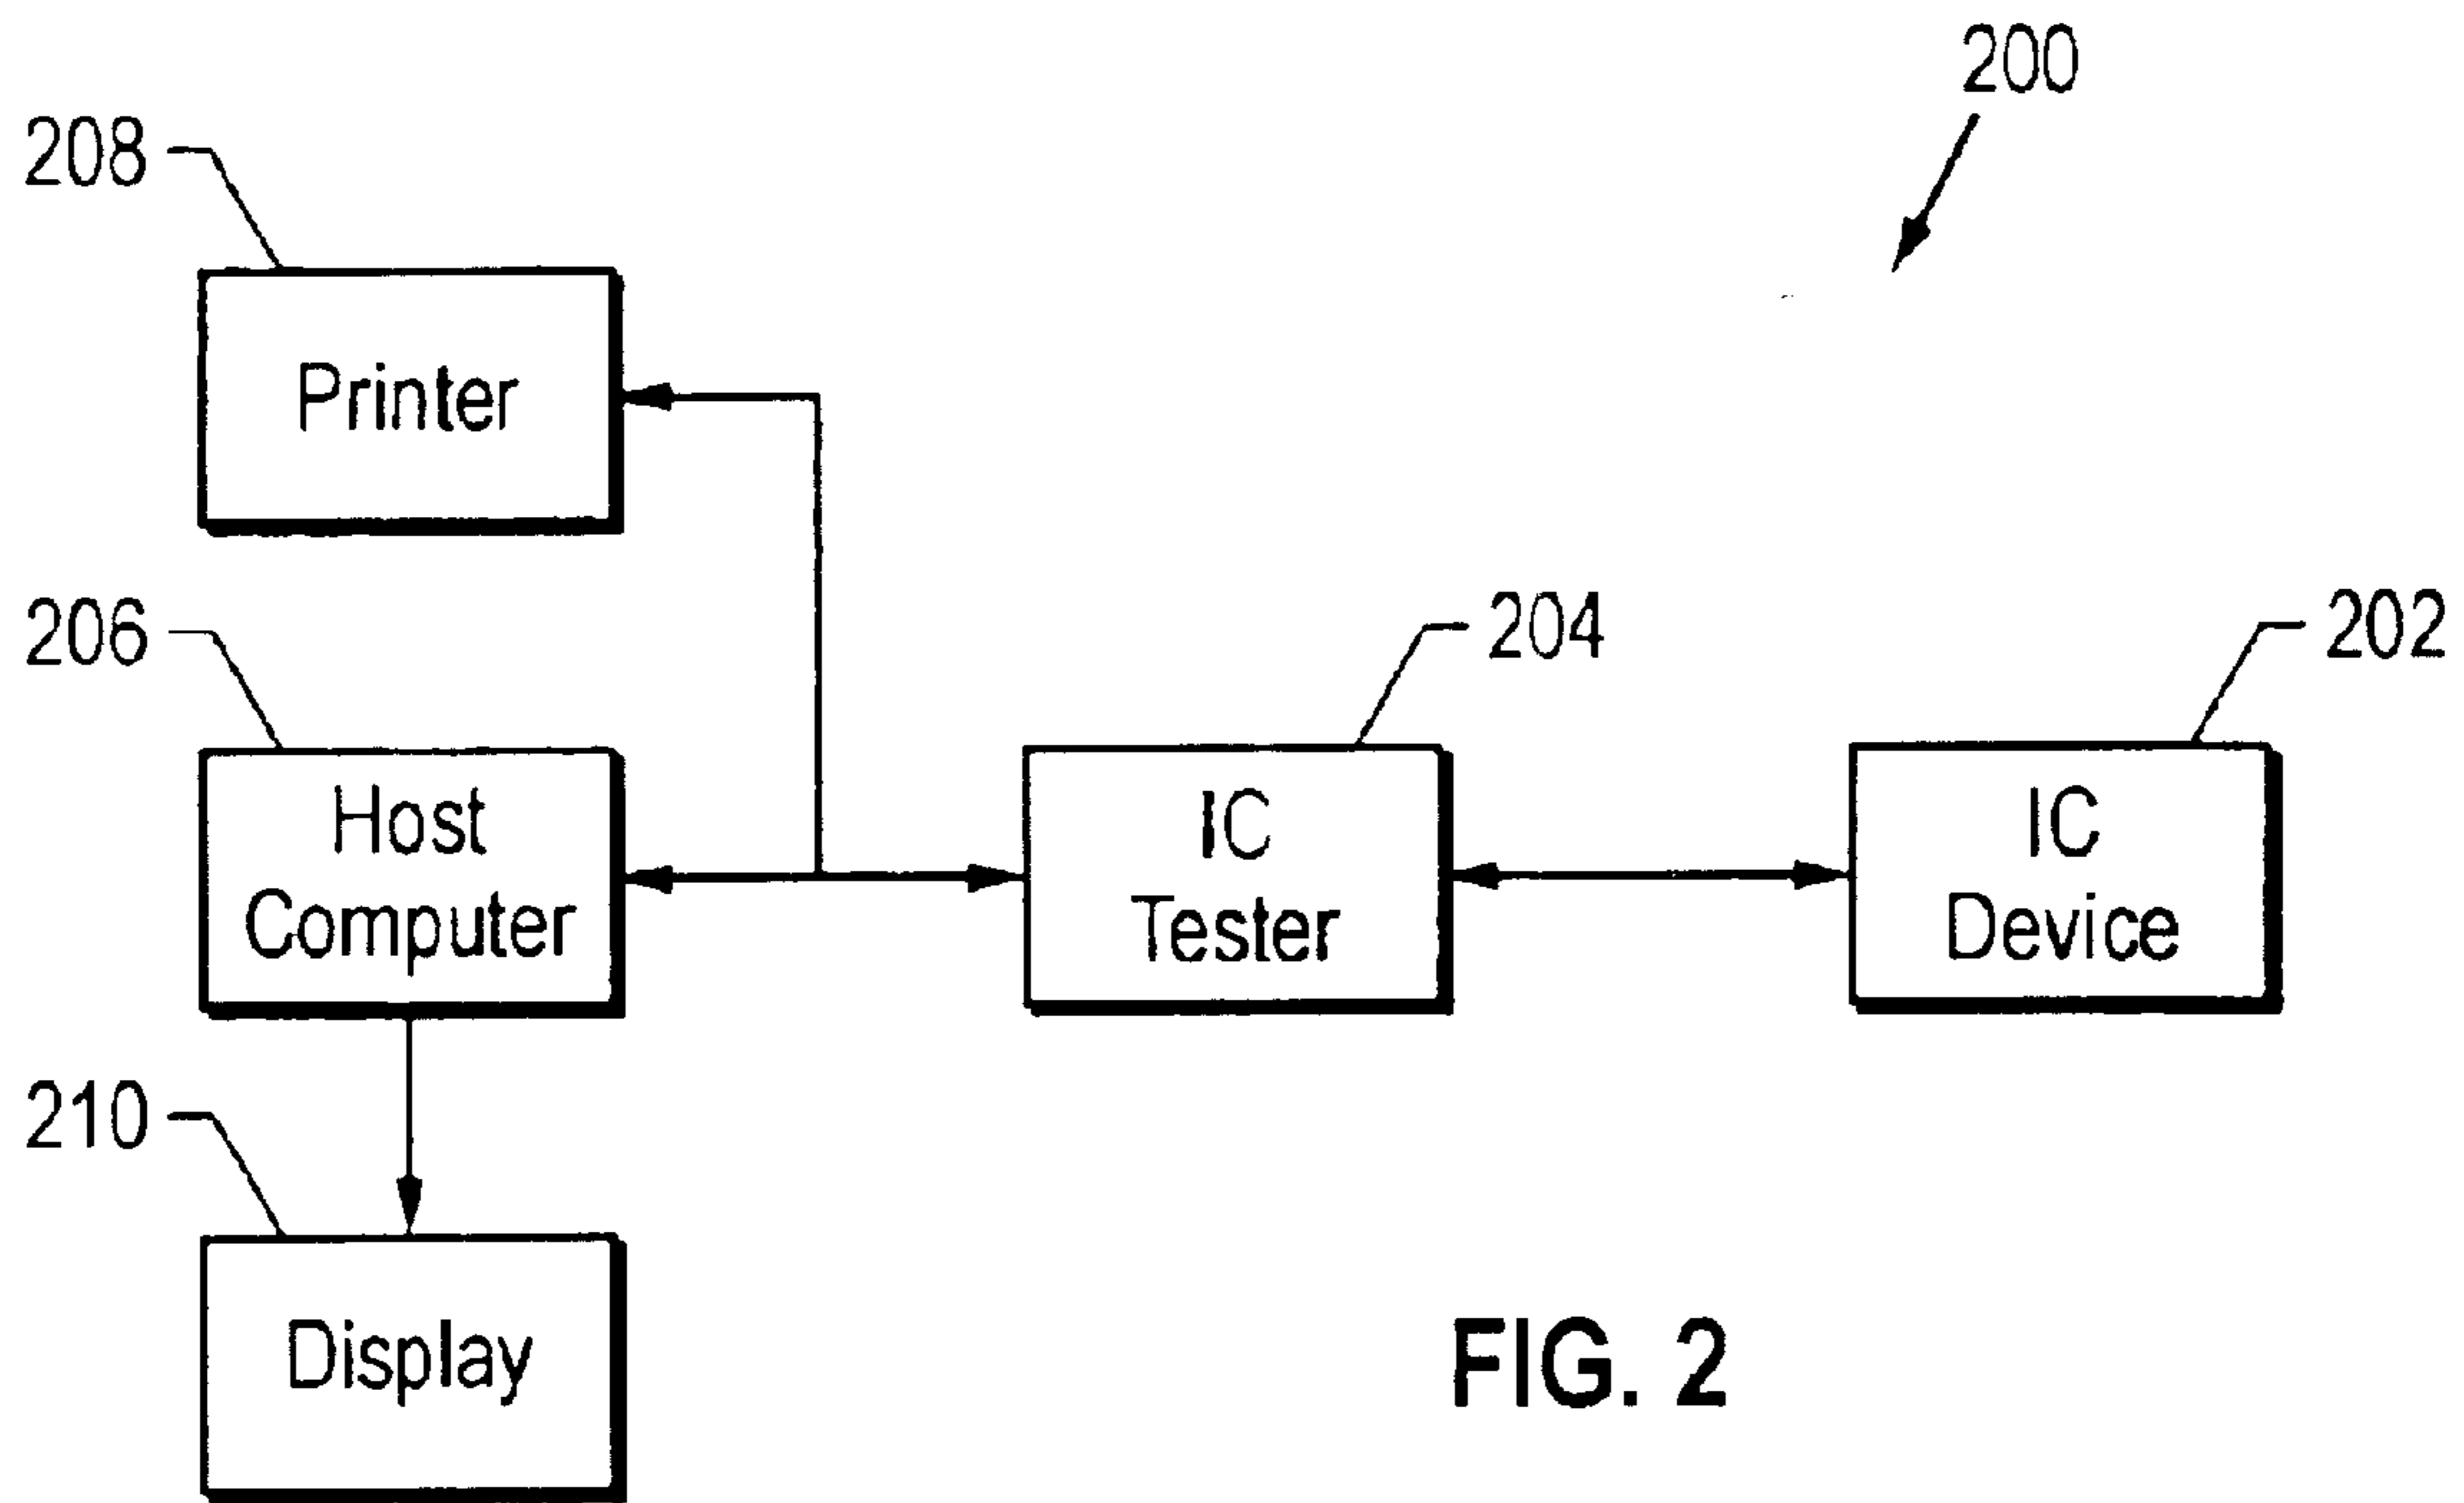 200
208
Printer
206
204
202
Host
Computer
IC
Tester
IC
Device
210
Display
FIG. 2